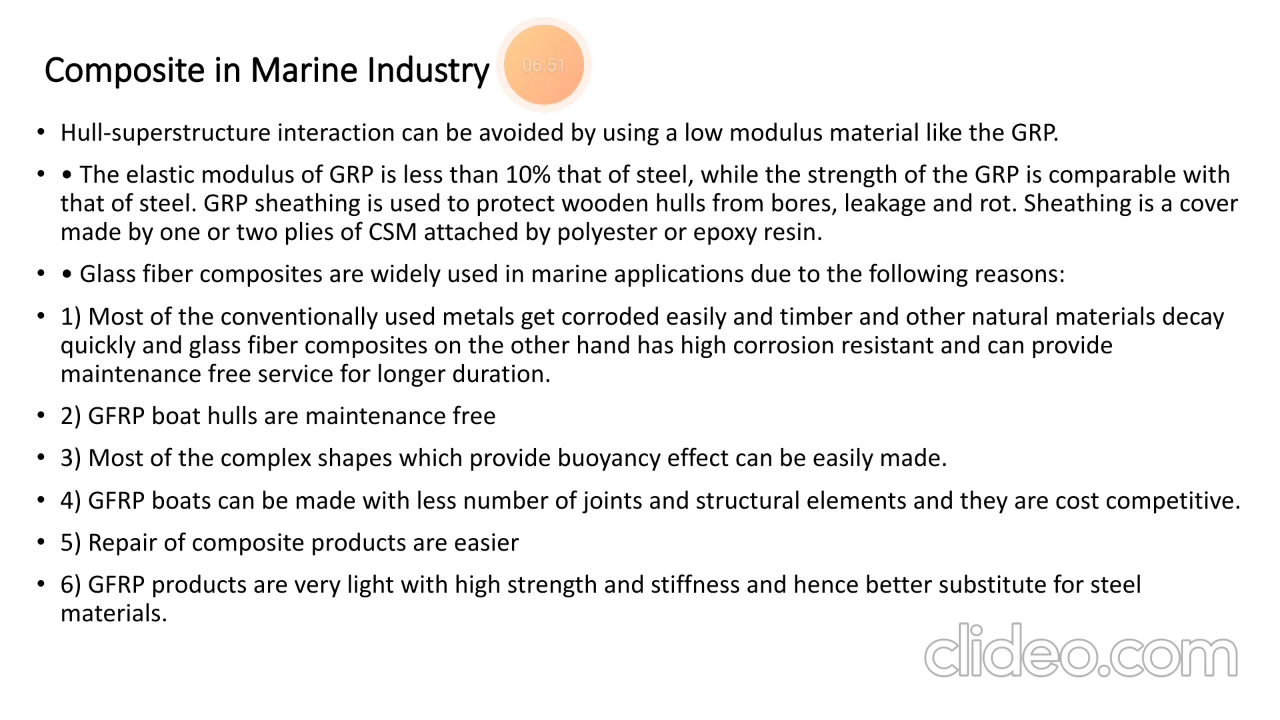 Composite in Marine Industry
06:51
• Hull-superstructure interaction can be avoided by using a low modulus material like the GRP.
• • The elastic modulus of GRP is less than 10% that of steel, while the strength of the GRP is comparable with
that of steel. GRP sheathing is used to protect wooden hulls from bores, leakage and rot. Sheathing is a cover
made by one or two plies of CSM attached by polyester or epoxy resin.
• • Glass fiber composites are widely used in marine applications due to the following reasons:
• 1) Most of the conventionally used metals get corroded easily and timber and other natural materials decay
quickly and glass fiber composites on the other hand has high corrosion resistant and can provide
maintenance free service for longer duration.
• 2) GFRP boat hulls are maintenance free
• 3) Most of the complex shapes which provide buoyancy effect can be easily made.
• 4) GFRP boats can be made with less number of joints and structural elements and they are cost competitive.
• 5) Repair of composite products are easier
• 6) GFRP products are very light with high strength and stiffness and hence better substitute for steel
materials.
clideo.com